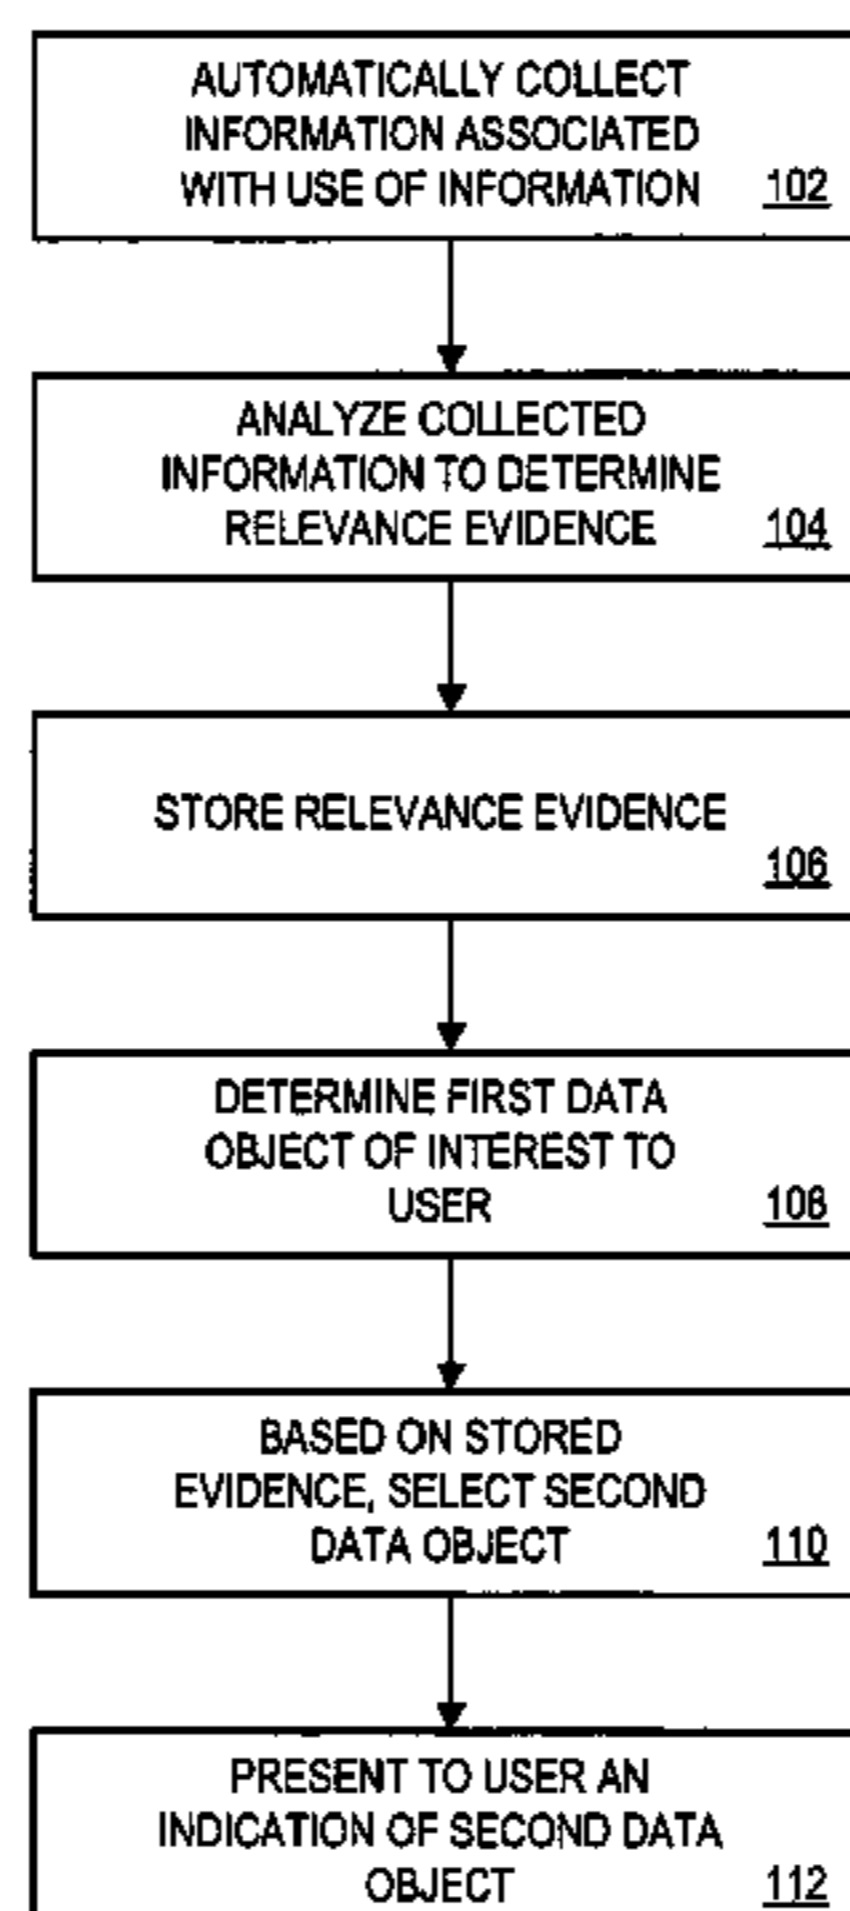 AUTOMATICALLY COLLECT
INFORMATION ASSOCIATED
WITH USE OF INFORMATION 102
ANALYZE COLLECTED
INFORMATION TO DETERMINE
RELEVANCE EVIDENCE 104
STORE RELEVANCE EVIDENCE
106
DETERMINE FIRST DATA
OBJECT OF INTEREST TO
USER 108
BASED ON STORED
EVIDENCE, SELECT SECOND
DATA OBJECT 110
PRESENT TO USER AN
INDICATION OF SECOND DATA
OBJECT 112